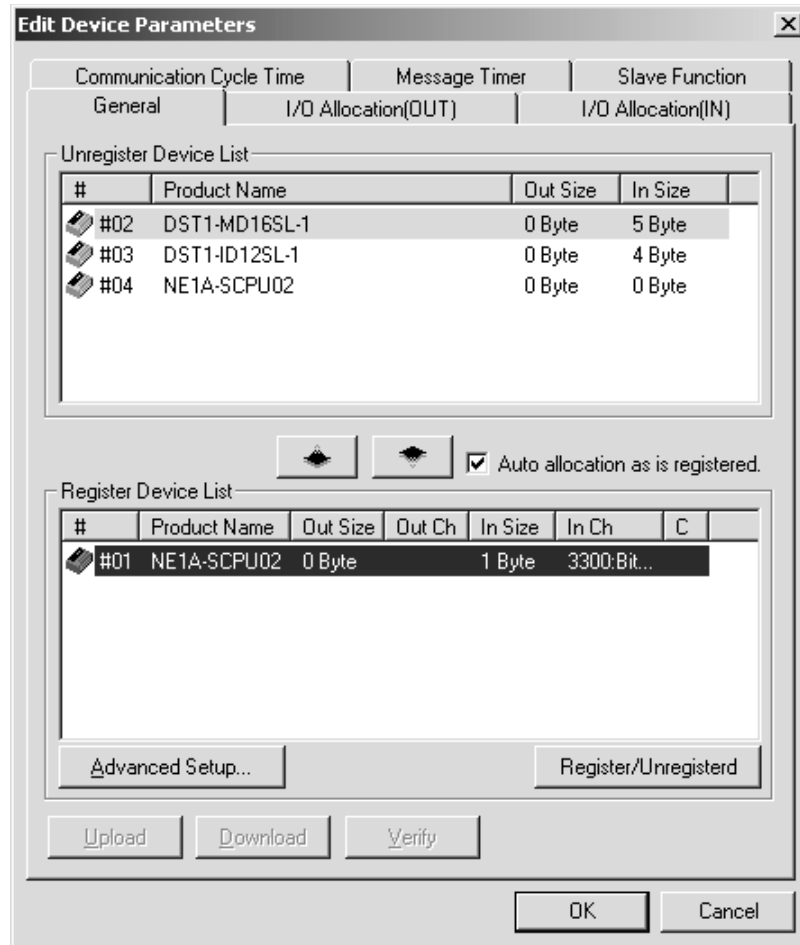 Edit Device Parameters
Communication Cycle Time Message Timer Slave Function
General I/O Allocation(OUT) I/O Allocation(IN)
Unregister Device List
# Product Name Out Size In Size
#02 DST1-MD16SL-1 0 Byte 5 Byte
#03 DST1-ID12SL-1 0 Byte 4 Byte
#04 NE1A-SCPU02 0 Byte 0 Byte
Auto allocation as is registered.
Register Device List
# Product Name Out Size Out Ch In Size In Ch C
#01 NE1A-SCPU02 0 Byte 1 Byte 3300:Bit...
Advanced Setup... Register/Unregisterd
Upload Download Verify
OK Cancel